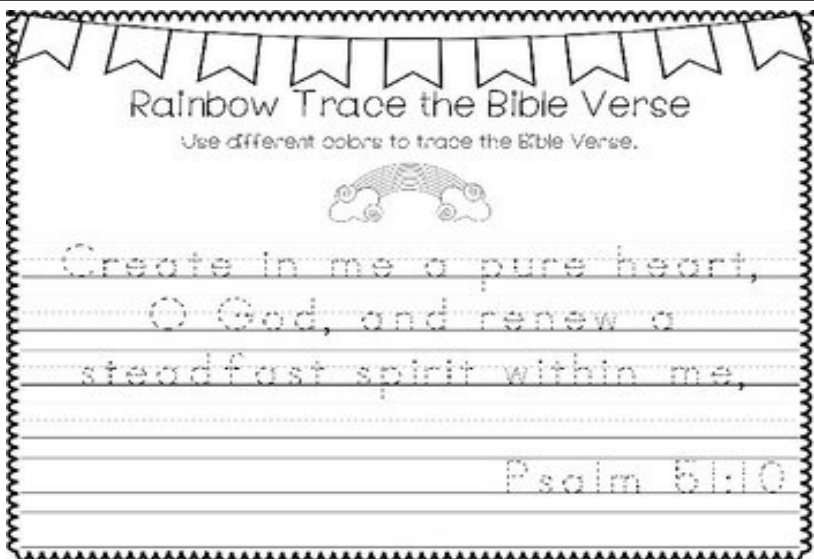 Rainbow Trace the Bible Verse
Use different colors to trace the Bible Verse.
Create in me a pure heart,
O God, and renew a
steadfast spirit within me,
Psalm 51:10